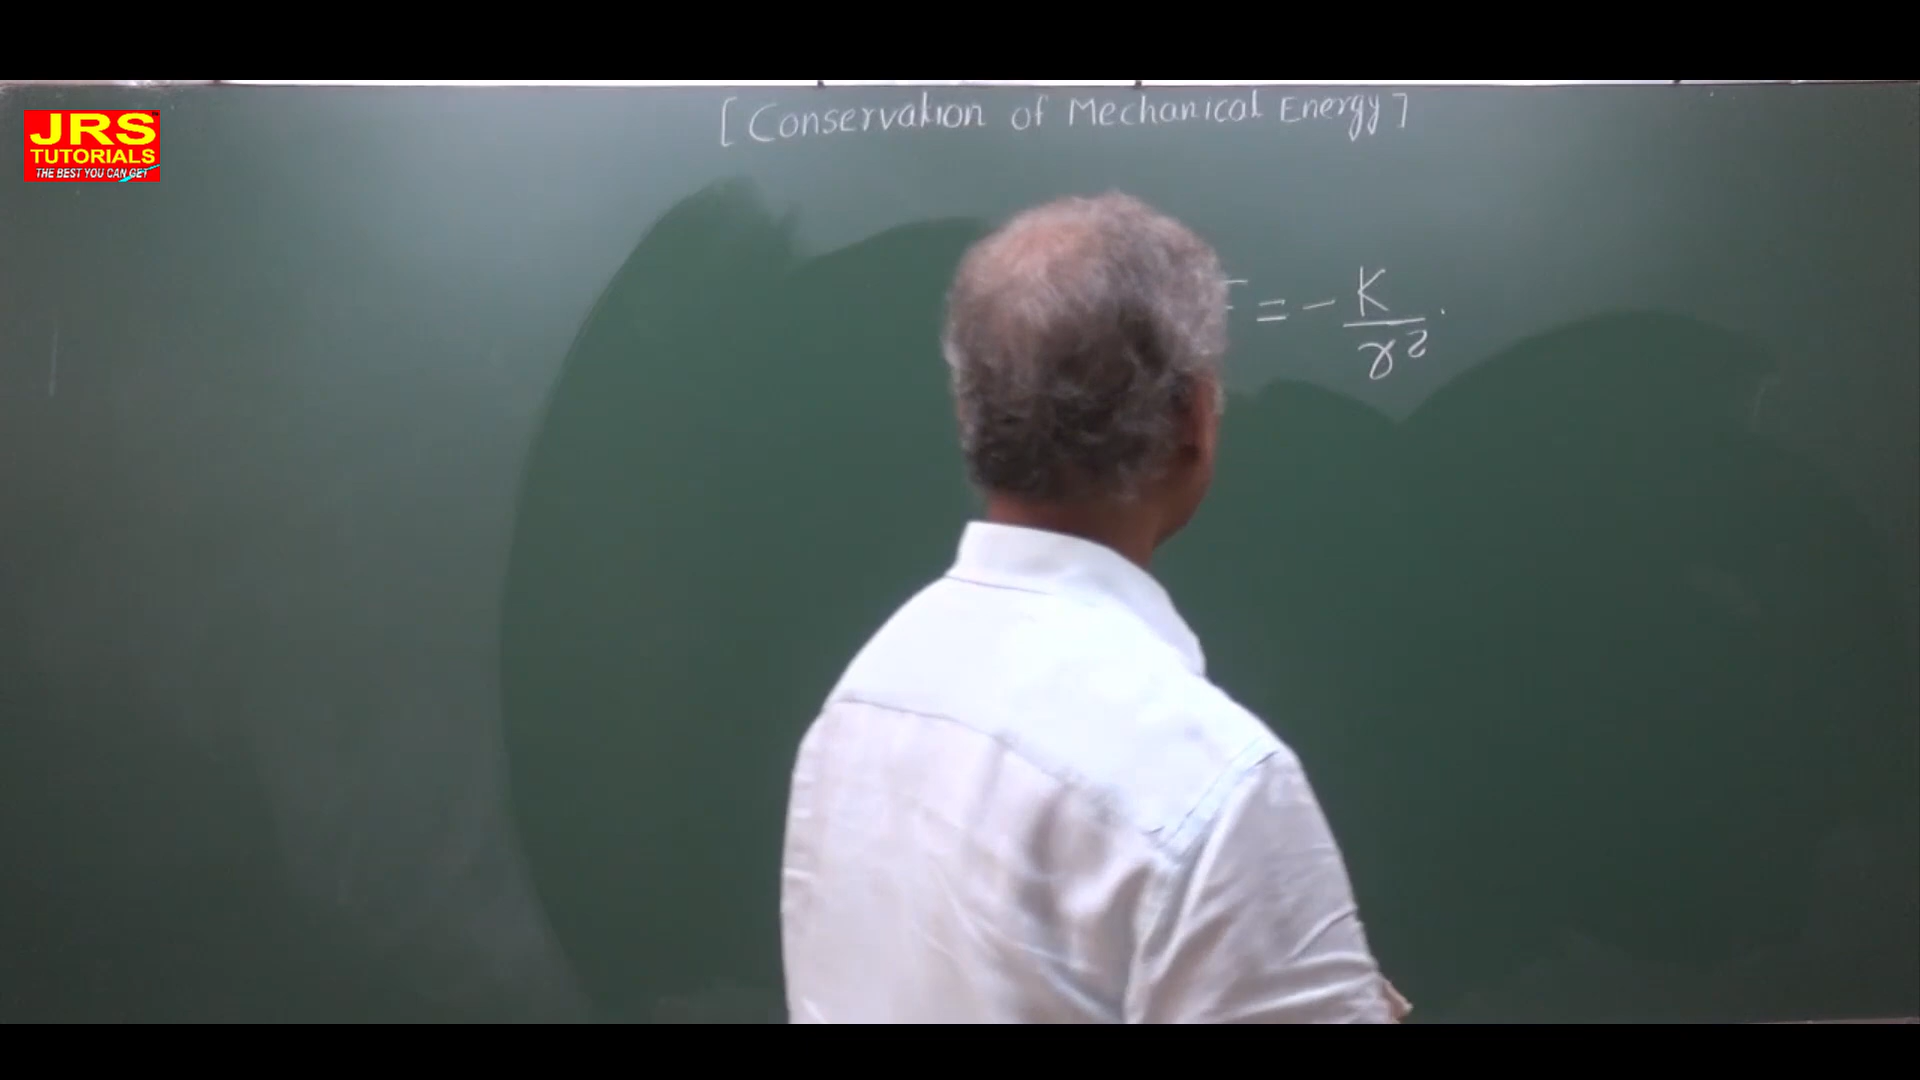 JRS
TUTORIALS
THE BEST YOU CAN GET
[Conservation of Mechanical Energy]
= - K / r²